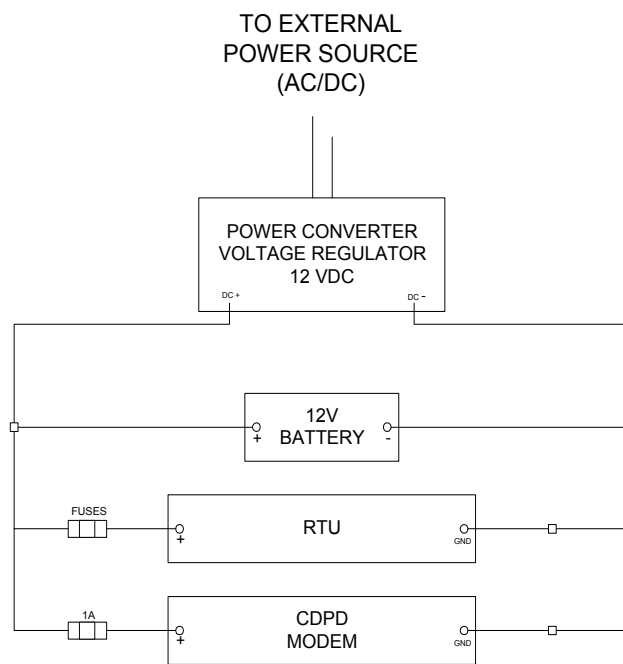 TO EXTERNAL
POWER SOURCE
(AC/DC)
POWER CONVERTER
VOLTAGE REGULATOR
12 VDC
DC + DC -
12V
BATTERY
+ -
FUSES
RTU
+ GND
1A
CDPD
MODEM
+ GND